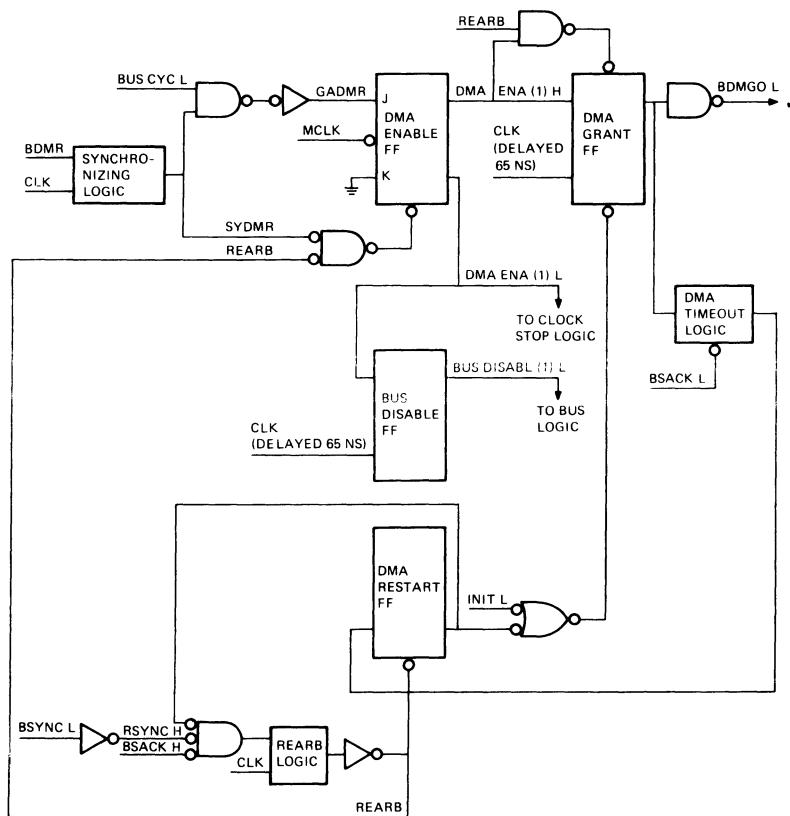 REARB
BUS CYC L
GADMR
J
DMA
ENABLE
FF
K
MCLK
DMA ENA (1) H
DMA
GRANT
FF
BDMGO L
CLK
(DELAYED
65 NS)
BDMR
CLK
SYNCHRO-
NIZING
LOGIC
SYDMR
REARB
DMA ENA (1) L
TO CLOCK
STOP LOGIC
DMA
TIMEOUT
LOGIC
BSACK L
BUS DISABL (1) L
TO BUS
LOGIC
BUS
DISABLE
FF
CLK
(DELAYED 65 NS)
DMA
RESTART
FF
INIT L
BSYNC L
RSYNC H
BSACK H
REARB
LOGIC
CLK
REARB